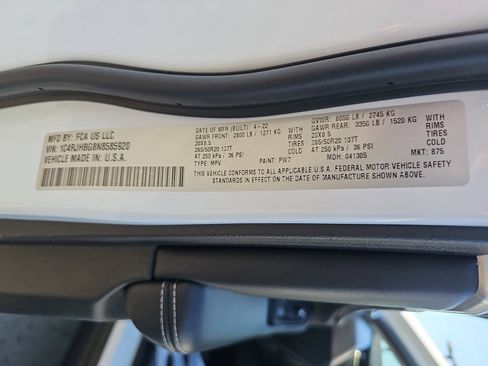 MFD BY: FCA US LLC
VIN: 1C4RJHBG8N8585920
VEHICLE MADE IN U.S.A.
DATE OF MFR (BUILT): 4-22
GAWR FRONT: 2800 LB / 1271 KG WITH
20X8.5 RIMS
265/50R20 107T TIRES
AT 250 kPa / 36 PSI COLD
TYPE: MPV PAINT: PW7
GVWR: 6050 LB / 2745 KG
GAWR REAR: 3350 LB / 1520 KG WITH
20X8.5 RIMS
265/50R20 107T TIRES
AT 250 kPa / 36 PSI COLD
MDH: 041305 MKT: 875
THIS VEHICLE CONFORMS TO ALL APPLICABLE U.S.A. FEDERAL MOTOR VEHICLE SAFETY
STANDARDS IN EFFECT ON THE DATE OF MANUFACTURE SHOWN ABOVE.